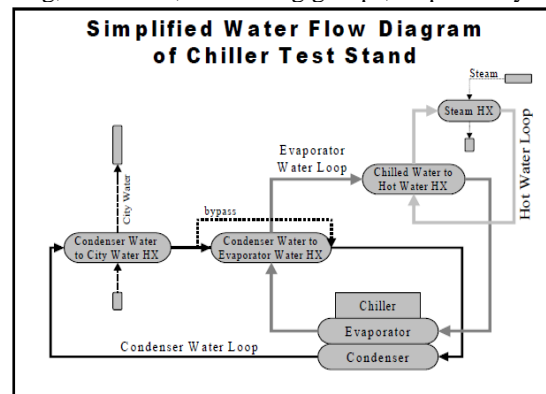 Simplified Water Flow Diagram
of Chiller Test Stand
Steam
Steam HX
Hot Water Loop
Evaporator
Water Loop
Chilled Water to
Hot Water HX
City Water
bypass
Condenser Water
to City Water HX
Condenser Water to
Evaporator Water HX
Chiller
Evaporator
Condenser
Condenser Water Loop